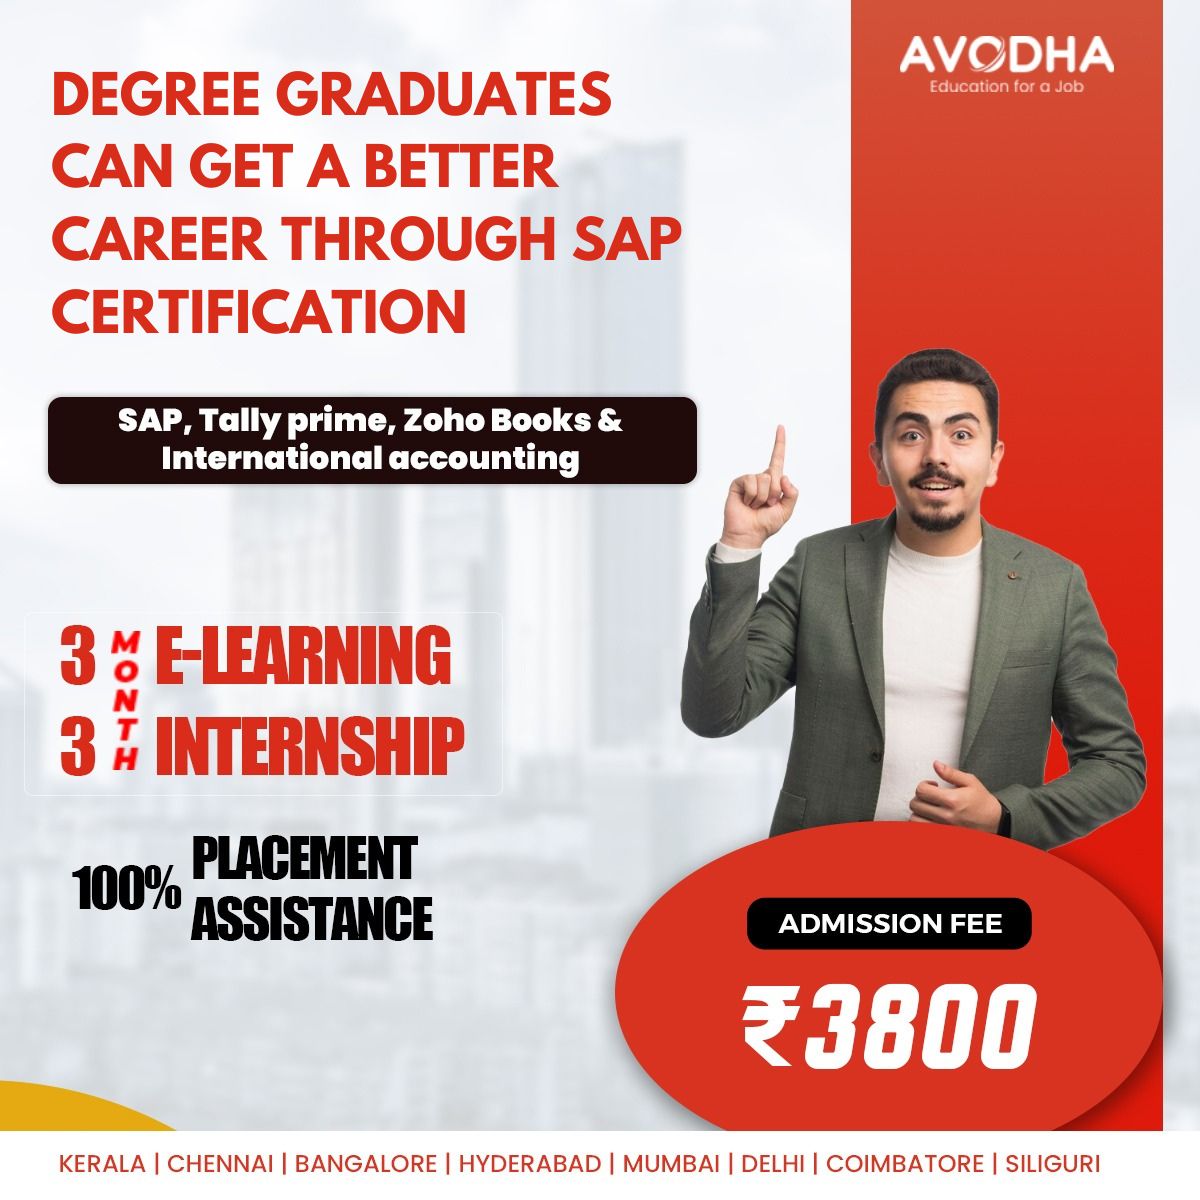 AVODHA
Education for a Job
DEGREE GRADUATES
CAN GET A BETTER
CAREER THROUGH SAP
CERTIFICATION
SAP, Tally prime, Zoho Books &
International accounting
3 MONTH E-LEARNING
3 INTERNSHIP
100% PLACEMENT
ASSISTANCE
ADMISSION FEE
₹3800
KERALA | CHENNAI | BANGALORE | HYDERABAD | MUMBAI | DELHI | COIMBATORE | SILIGURI